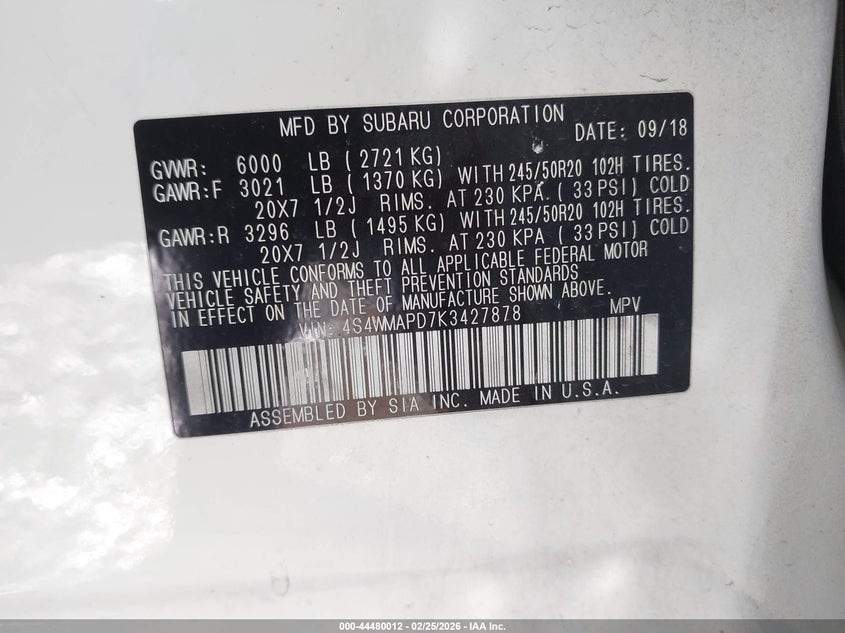 MFD BY SUBARU CORPORATION DATE: 09/18
GVWR: 6000 LB (2721 KG)
GAWR:F 3021 LB (1370 KG) WITH 245/50R20 102H TIRES.
20X7 1/2J RIMS. AT 230 KPA. (33 PSI) COLD
GAWR:R 3296 LB (1495 KG) WITH 245/50R20 102H TIRES.
20X7 1/2J RIMS. AT 230 KPA (33 PSI) COLD
THIS VEHICLE CONFORMS TO ALL APPLICABLE FEDERAL MOTOR
VEHICLE SAFETY AND THEFT PREVENTION STANDARDS
IN EFFECT ON THE DATE OF MANUFACTURE SHOWN ABOVE.
VIN: 4S4WMAPD7K3427878 MPV
ASSEMBLED BY SIA INC. MADE IN U.S.A.
000-44480012 | 02/25/2026 - IAA Inc.